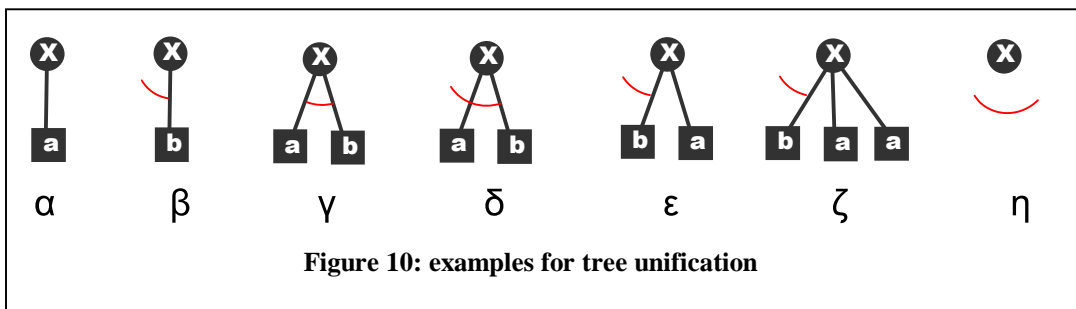 X X X X X X X
a b a b a b b a b a a
α β γ δ ε ζ η
Figure 10: examples for tree unification